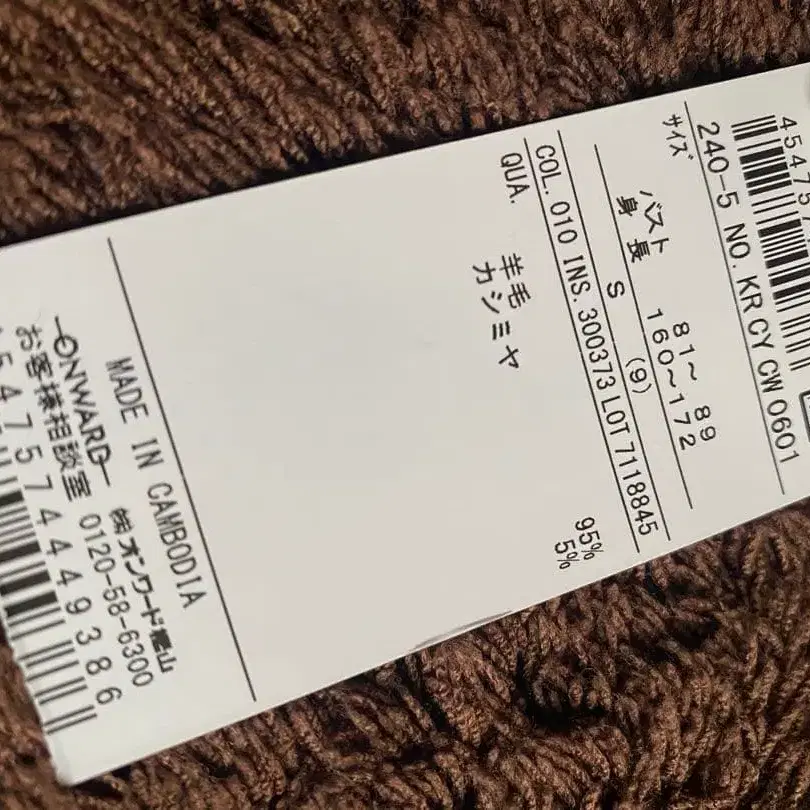 45475
240-5 NO. KR CY CW 0601
サイズ
バスト 81～ 89
身長 160～172
S (9)
COL. 010 INS. 300373 LOT 7118845
QUA.
羊毛 95%
カシミヤ 5%
MADE IN CAMBODIA
ONWARD ㈱オンワード樫山
お客様相談室 0120-58-6300
4547574449386